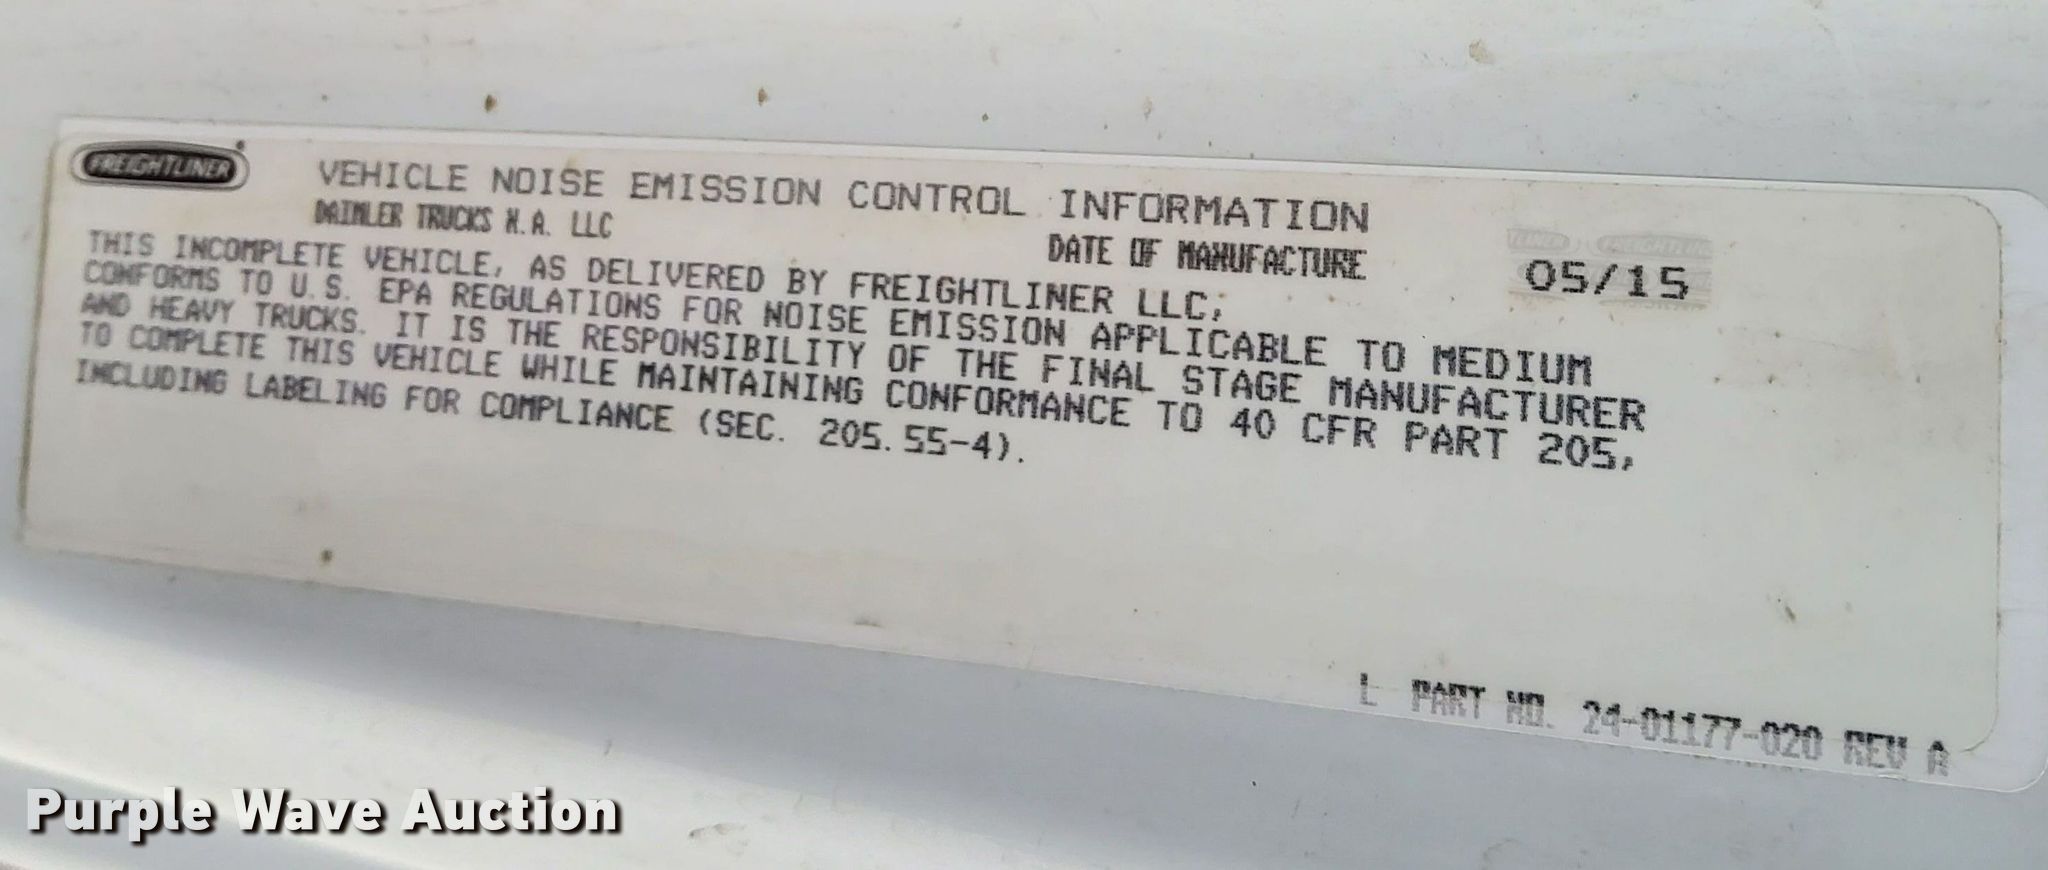 FREIGHTLINER
VEHICLE NOISE EMISSION CONTROL INFORMATION
DAIMLER TRUCKS N.A. LLC
DATE OF MANUFACTURE 05/15
THIS INCOMPLETE VEHICLE, AS DELIVERED BY FREIGHTLINER LLC,
CONFORMS TO U.S. EPA REGULATIONS FOR NOISE EMISSION APPLICABLE TO MEDIUM
AND HEAVY TRUCKS. IT IS THE RESPONSIBILITY OF THE FINAL STAGE MANUFACTURER
TO COMPLETE THIS VEHICLE WHILE MAINTAINING CONFORMANCE TO 40 CFR PART 205,
INCLUDING LABELING FOR COMPLIANCE (SEC. 205.55-4).
L PART NO. 24-01177-020 REV A
Purple Wave Auction